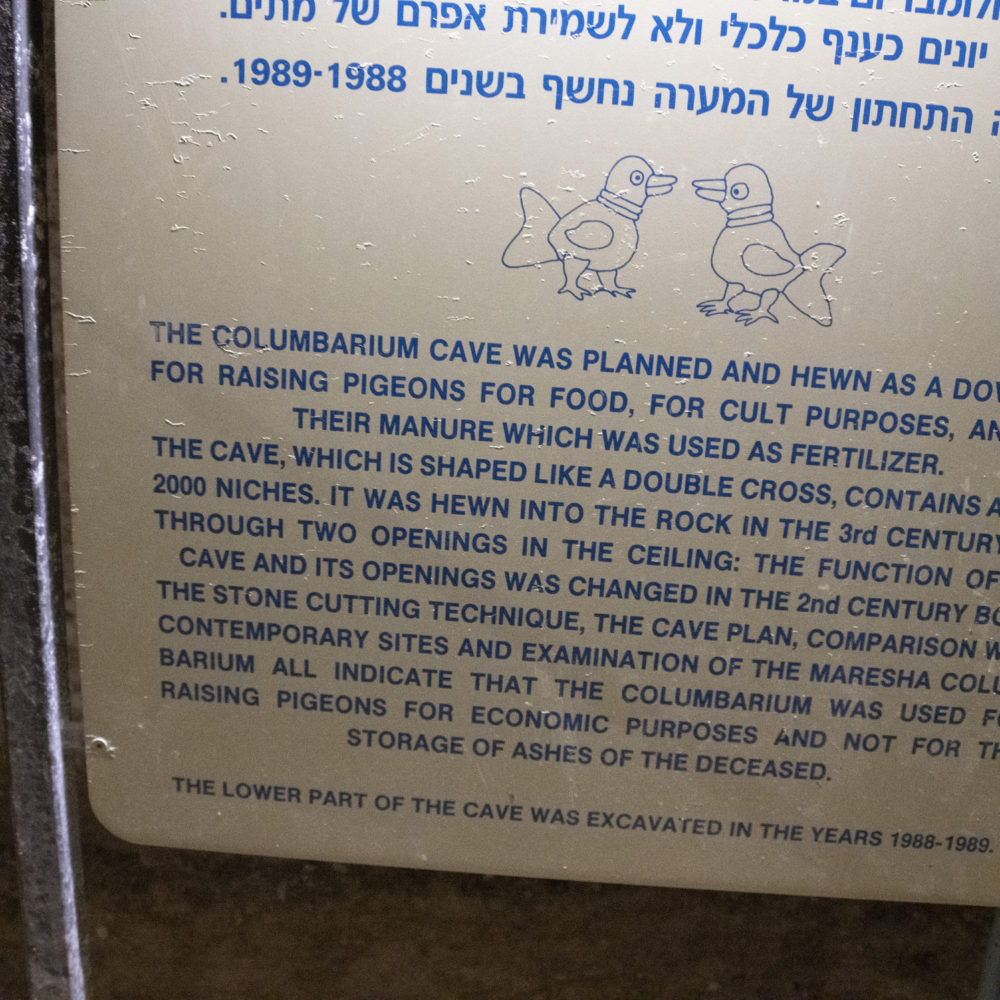 יונים כענף כלכלי ולא לשמירת אפרם של מתים.
התחתון של המערה נחשף בשנים 1989-1988.
THE COLUMBARIUM CAVE WAS PLANNED AND HEWN AS A
FOR RAISING PIGEONS FOR FOOD, FOR CULT PURPOSES,
THEIR MANURE WHICH WAS USED AS FERTILIZER.
THE CAVE, WHICH IS SHAPED LIKE A DOUBLE CROSS, CONTAINS
2000 NICHES. IT WAS HEWN INTO THE ROCK IN THE 3rd CENTURY
THROUGH TWO OPENINGS IN THE CEILING: THE FUNCTION OF
CAVE AND ITS OPENINGS WAS CHANGED IN THE 2nd CENTURY
THE STONE CUTTING TECHNIQUE, THE CAVE PLAN, COMPARISON
CONTEMPORARY SITES AND EXAMINATION OF THE MARESHA COLU
BARIUM ALL INDICATE THAT THE COLUMBARIUM WAS USED
RAISING PIGEONS FOR ECONOMIC PURPOSES AND NOT FOR
STORAGE OF ASHES OF THE DECEASED.
THE LOWER PART OF THE CAVE WAS EXCAVATED IN THE YEARS 1988-1989.